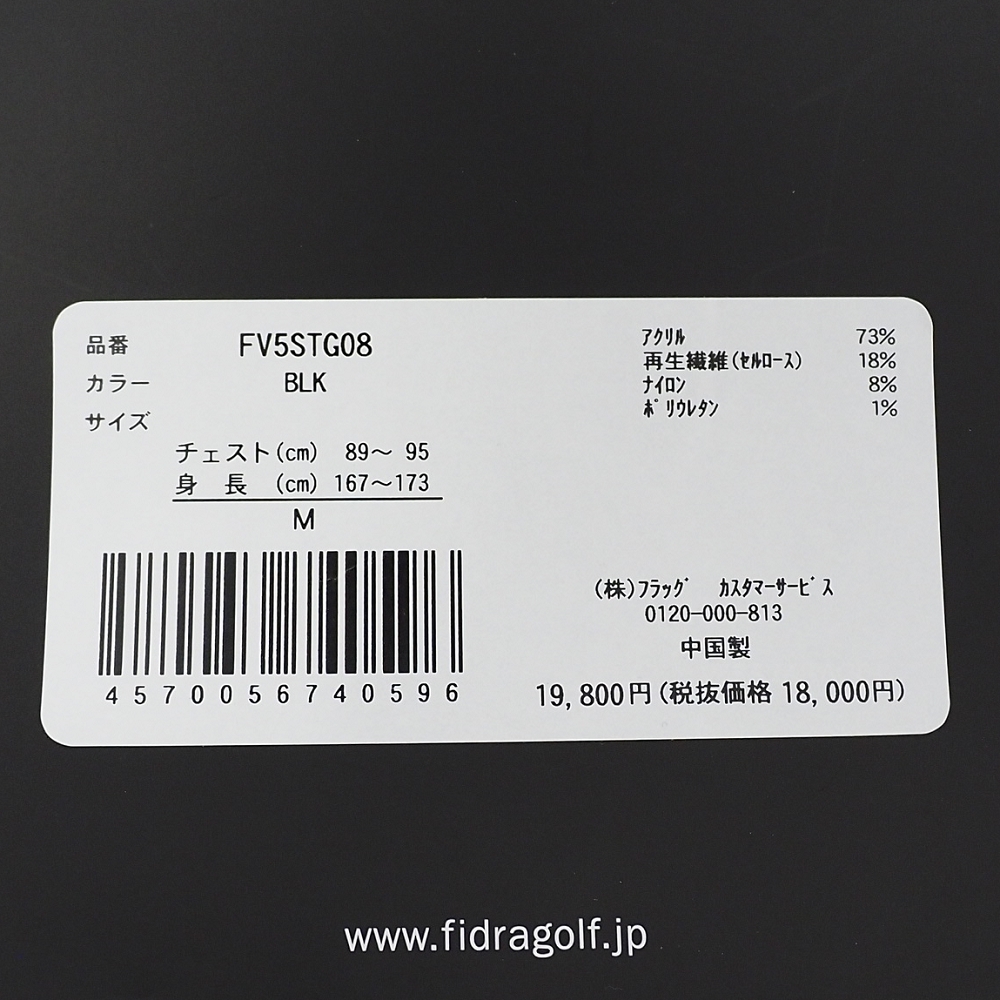 品番 FV5STG08
カラー BLK
サイズ
チェスト(cm) 89～ 95
身 長 (cm) 167～173
M
4570056740596
ｱｸﾘﾙ 73%
再生繊維(ｾﾙﾛｰｽ) 18%
ﾅｲﾛﾝ 8%
ﾎﾟﾘｳﾚﾀﾝ 1%
(株)ﾌﾗｯｸﾞ ｶｽﾀﾏｰｻｰﾋﾞｽ
0120-000-813
中国製
19,800円(税抜価格 18,000円)
www.fidragolf.jp